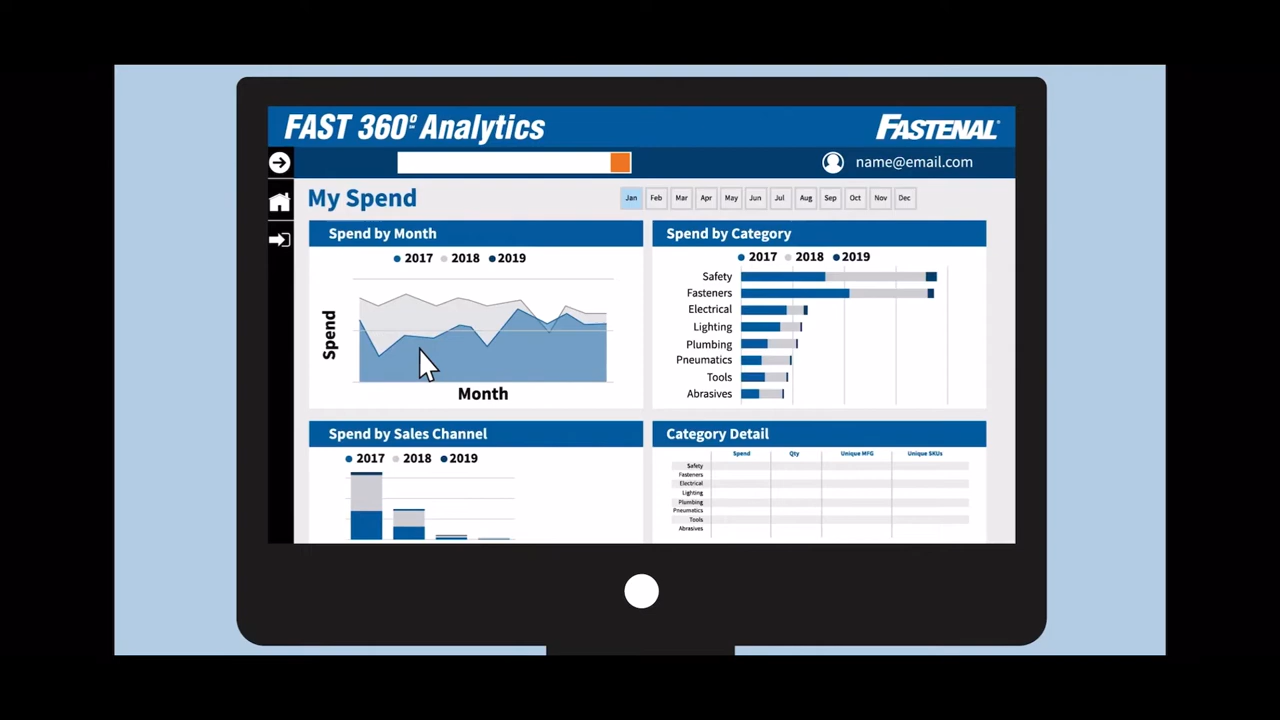 FAST 360° Analytics
FASTENAL®
name@email.com
My Spend
Jan Feb Mar Apr May Jun Jul Aug Sep Oct Nov Dec
Spend by Month
2017 2018 2019
Spend
Month
Spend by Category
2017 2018 2019
Safety
Fasteners
Electrical
Lighting
Plumbing
Pneumatics
Tools
Abrasives
Spend by Sales Channel
2017 2018 2019
Category Detail
Spend Qty Unique MFG Unique SKUs
Safety
Fasteners
Electrical
Lighting
Plumbing
Pneumatics
Tools
Abrasives